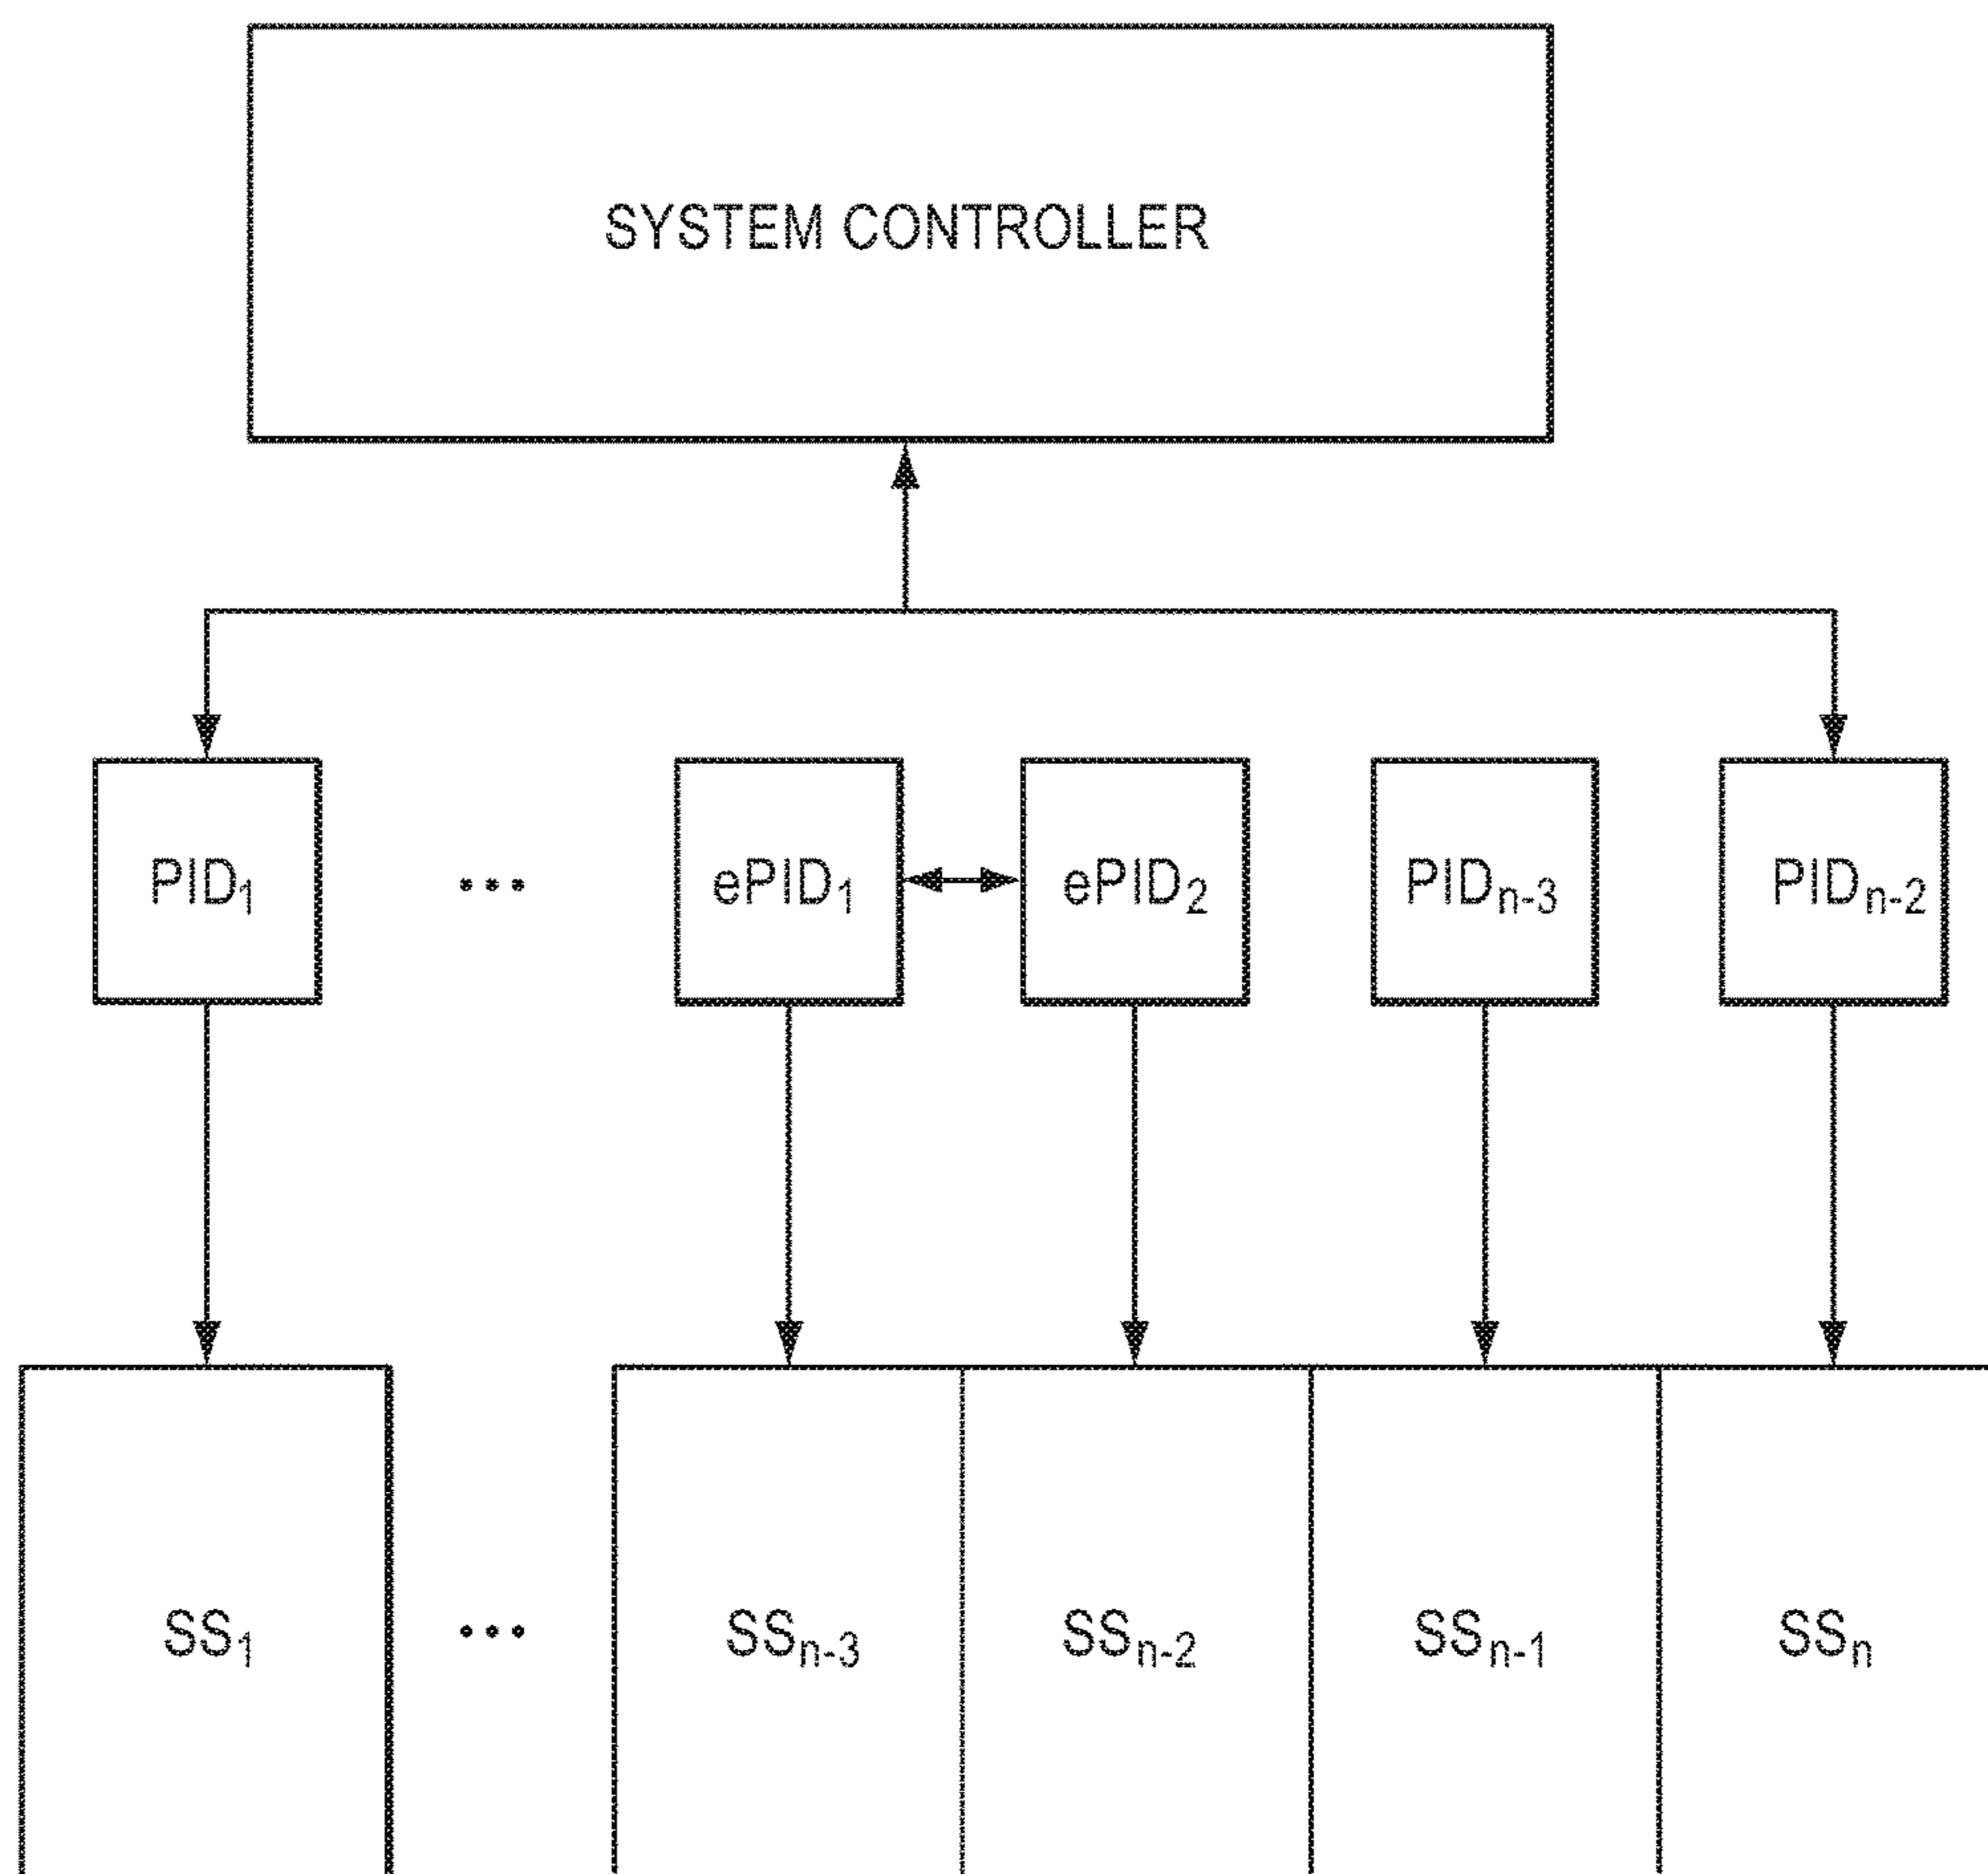 SYSTEM CONTROLLER
PID₁ ... ePID₁ ePID₂ PIDₙ₋₃ PIDₙ₋₂
SS₁ ... SSₙ₋₃ SSₙ₋₂ SSₙ₋₁ SSₙ